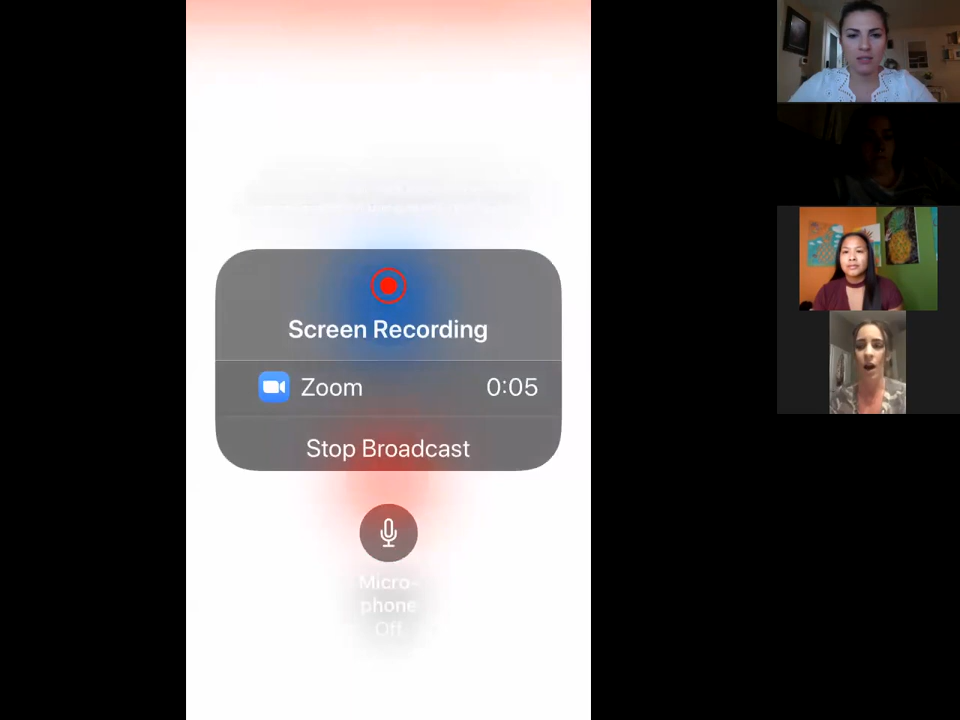 Screen Recording
Zoom 0:05
Stop Broadcast
Micro-
phone
Off